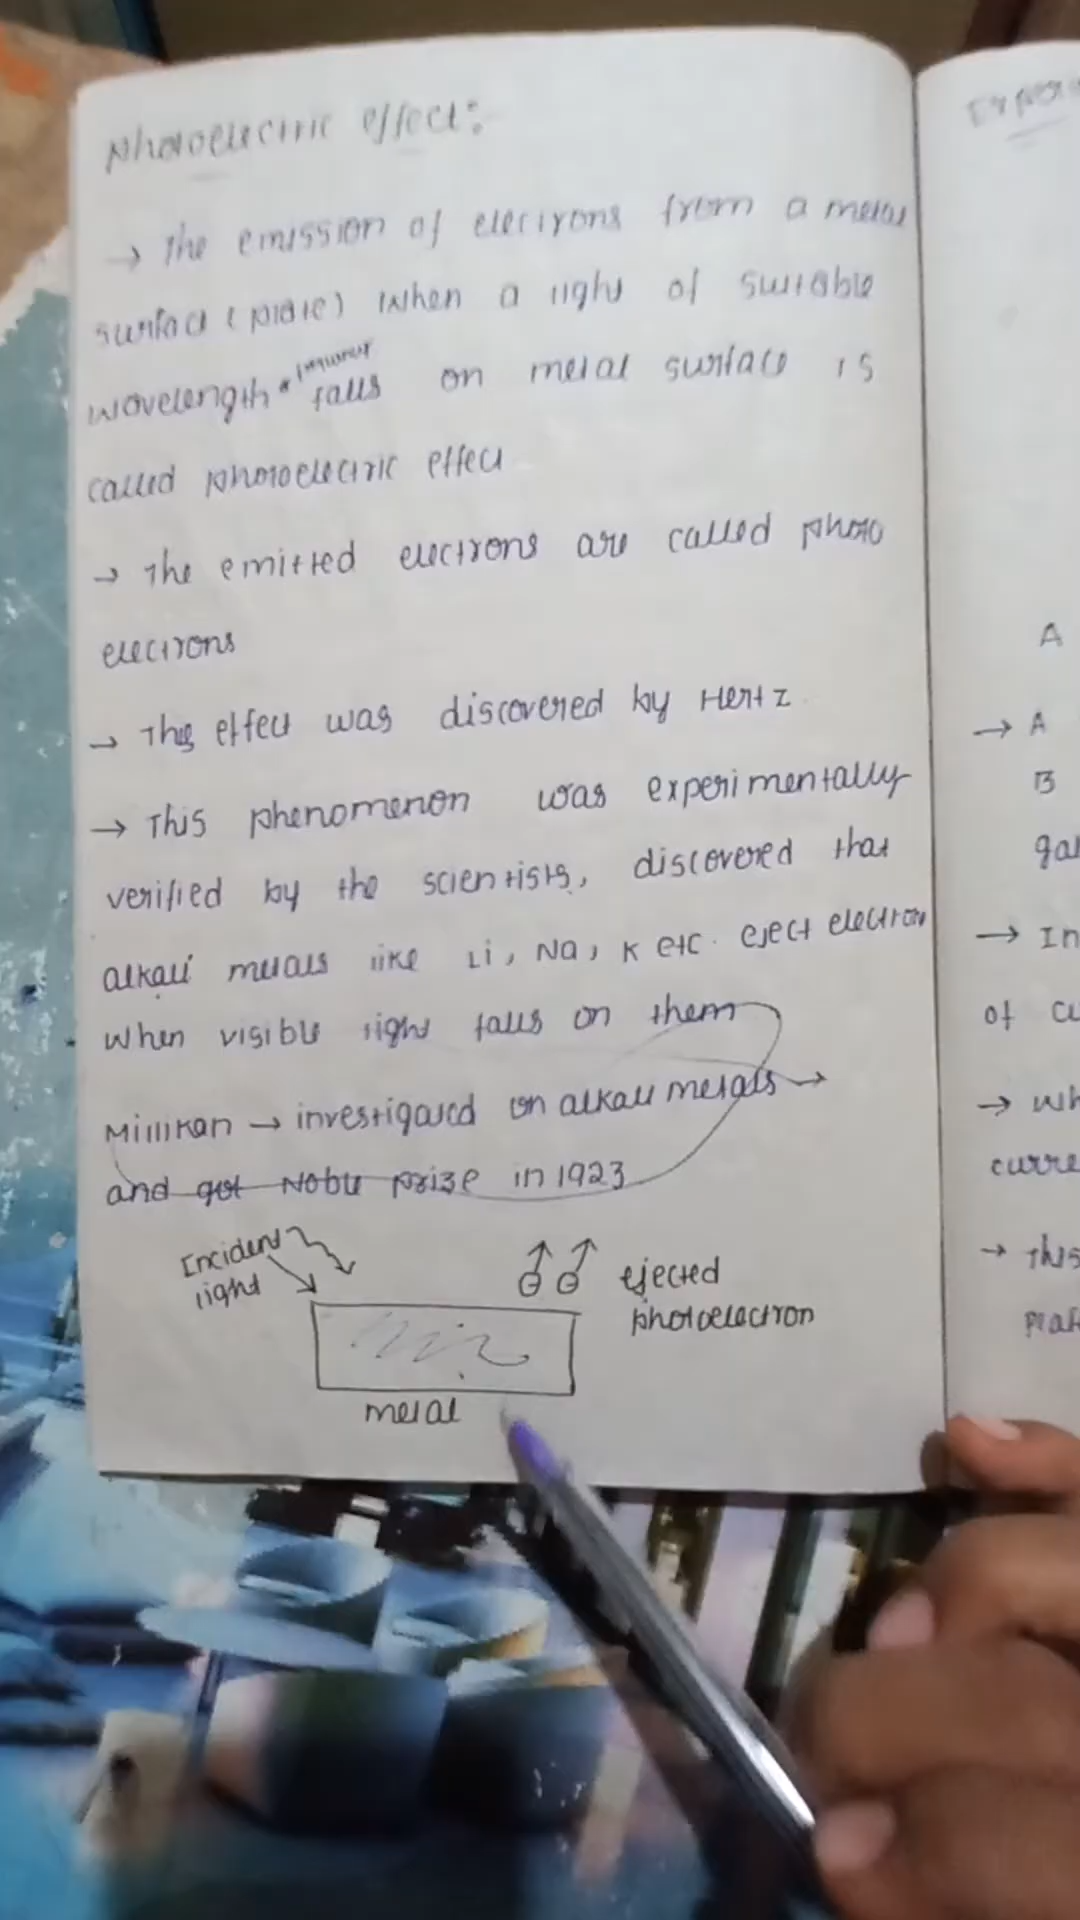 Photoelectric effect:
→ The emission of electrons from a metal
surface (plate) when a light of suitable
wavelength falls on metal surface is
called photoelectric effect
→ The emitted electrons are called photo
electrons
→ This effect was discovered by Hertz.
→ This phenomenon was experimentally
verified by the scientists, discovered that
alkali metals like Li, Na, K etc. eject electron
when visible light falls on them
Millikan → investigated on alkali metals →
and got Noble prize in 1923
Incident
light
ejected
photoelectron
metal
A
→ A
B
→ In
of
→
→ This